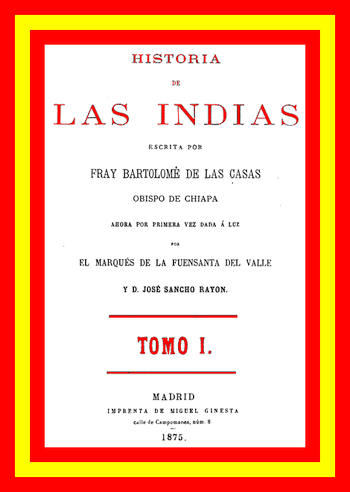 HISTORIA
DE
LAS INDIAS
ESCRITA POR
FRAY BARTOLOMÉ DE LAS CASAS
OBISPO DE CHIAPA
AHORA POR PRIMERA VEZ DADA Á LUZ
POR
EL MARQUÉS DE LA FUENSANTA DEL VALLE
Y D. JOSÉ SANCHO RAYON.
TOMO I.
MADRID
IMPRENTA DE MIGUEL GINESTA
calle de Campomanes, núm. 8
1875.